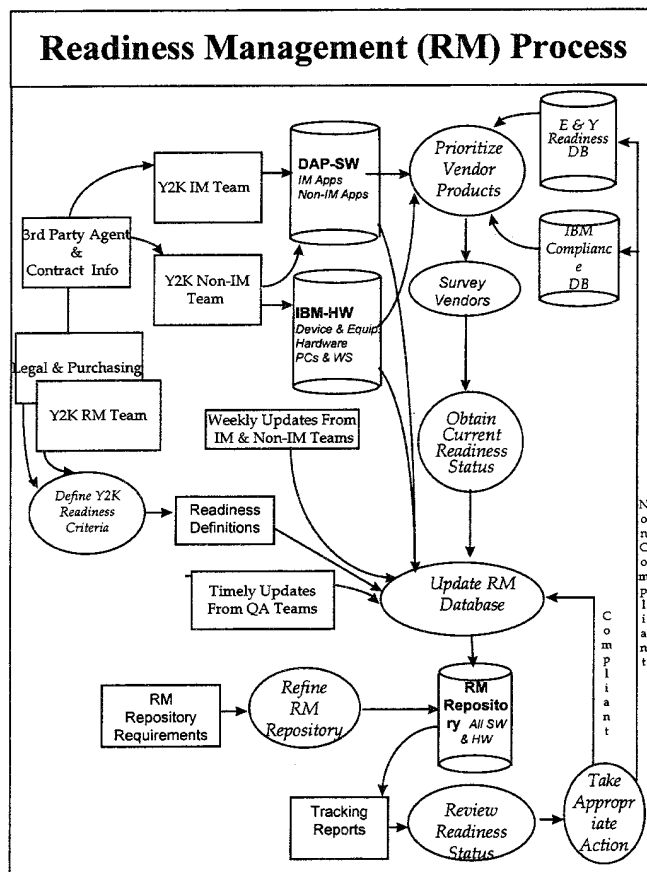 Readiness Management (RM) Process
E & Y
Readiness
DB
Prioritize
Vendor
Products
DAP-SW
IM Apps
Non-IM Apps
Y2K IM Team
3rd Party Agent
&
Contract Info
Y2K Non-IM
Team
IBM
Complianc
e
DB
Survey
Vendors
IBM-HW
Device & Equip.
Hardware
PCs & WS
Legal & Purchasing
Y2K RM Team
Weekly Updates From
IM & Non-IM Teams
Obtain
Current
Readiness
Status
Define Y2K
Readiness
Criteria
Readiness
Definitions
NonCompliant
Timely Updates
From QA Teams
Update RM
Database
Compliant
RM
Repository
Requirements
Refine
RM
Repository
RM
Reposito
ry All SW
& HW
Tracking
Reports
Review
Readiness
Status
Take
Appropr
iate
Action